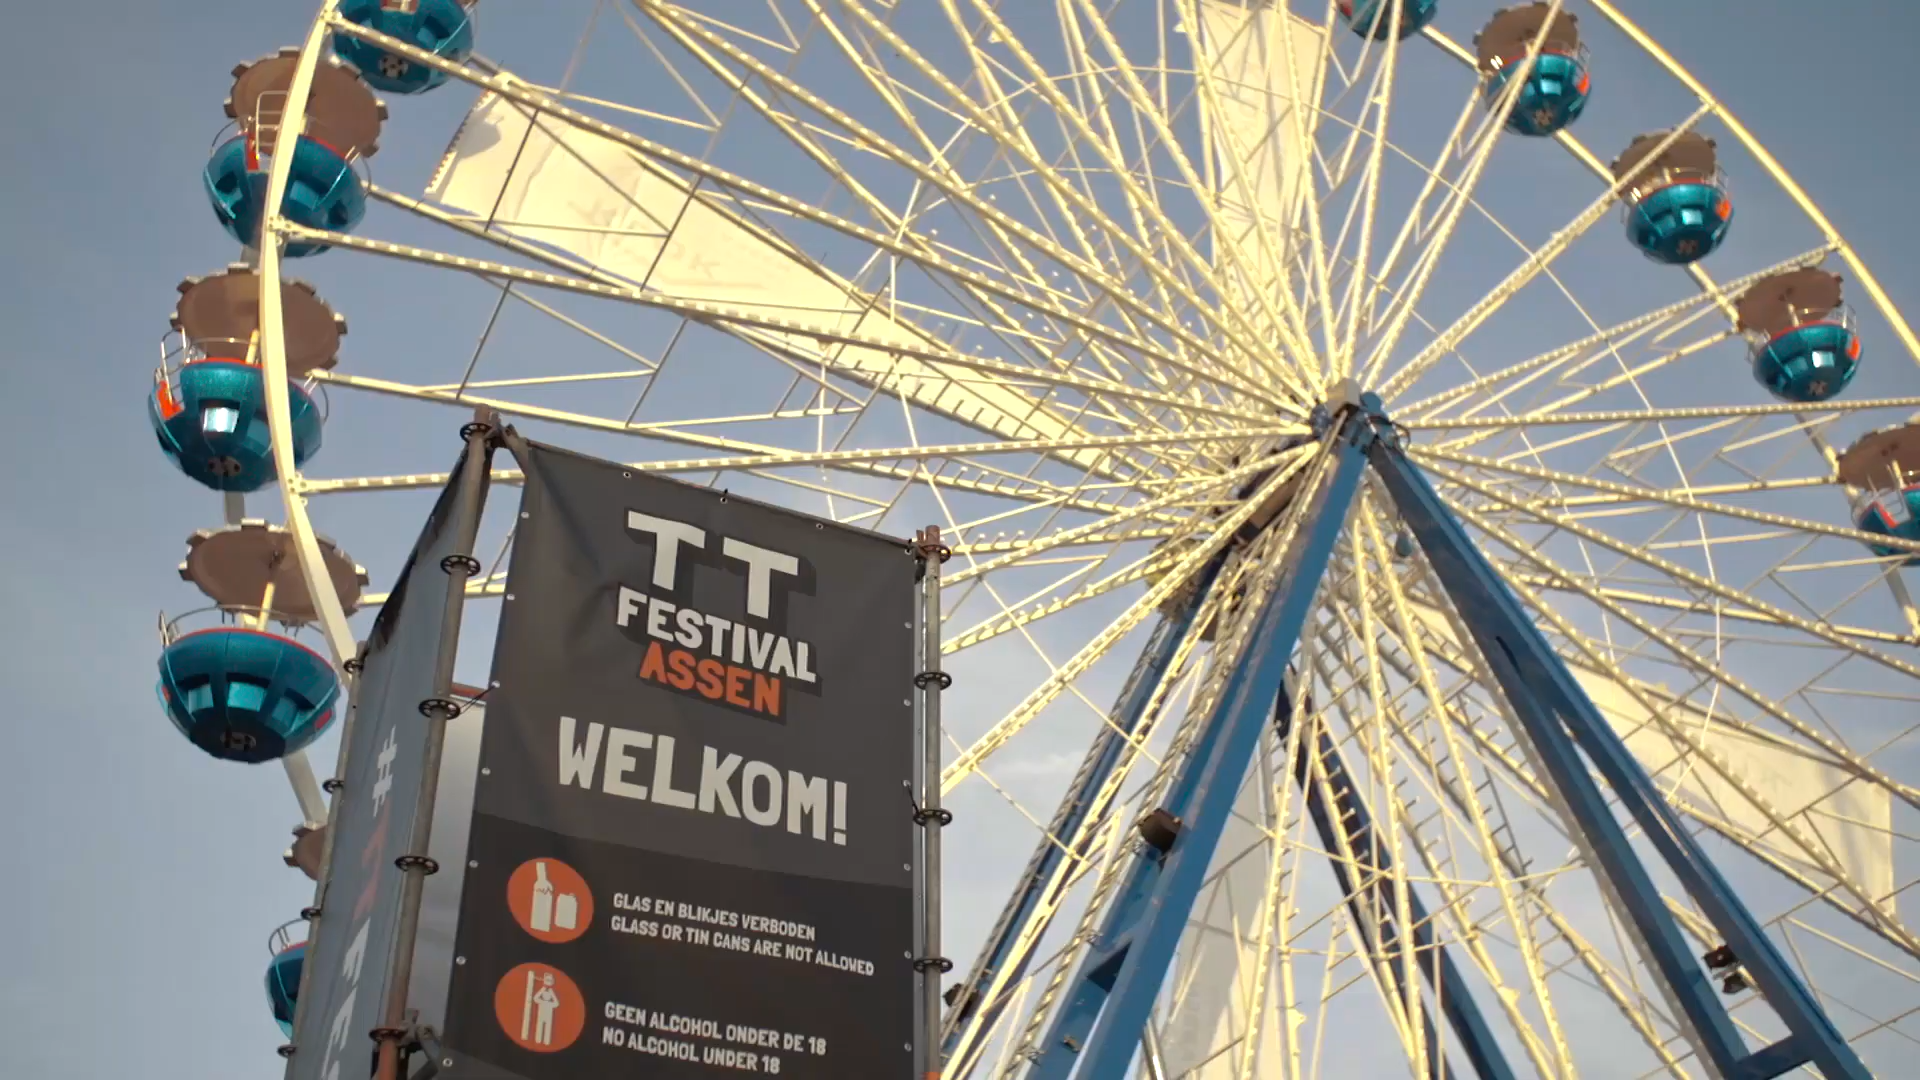 TT
FESTIVAL
ASSEN
WELKOM!
GLAS EN BLIKJES VERBODEN
GLASS OR TIN CANS ARE NOT ALLOWED
GEEN ALCOHOL ONDER DE 18
NO ALCOHOL UNDER 18